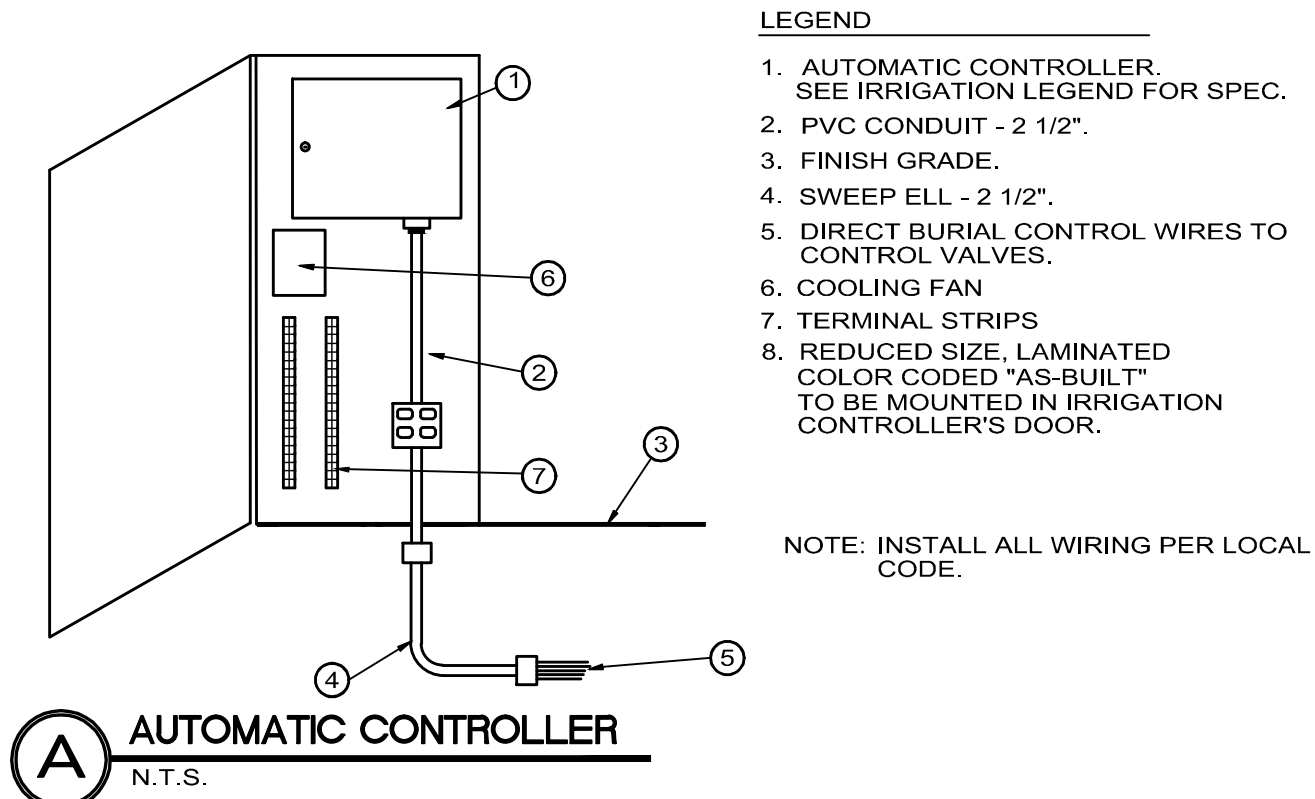 LEGEND
1. AUTOMATIC CONTROLLER.
SEE IRRIGATION LEGEND FOR SPEC.
2. PVC CONDUIT - 2 1/2".
3. FINISH GRADE.
4. SWEEP ELL - 2 1/2".
5. DIRECT BURIAL CONTROL WIRES TO
CONTROL VALVES.
6. COOLING FAN
7. TERMINAL STRIPS
8. REDUCED SIZE, LAMINATED
COLOR CODED "AS-BUILT"
TO BE MOUNTED IN IRRIGATION
CONTROLLER'S DOOR.
NOTE: INSTALL ALL WIRING PER LOCAL
CODE.
1
6
2
3
7
5
4
A
AUTOMATIC CONTROLLER
N.T.S.